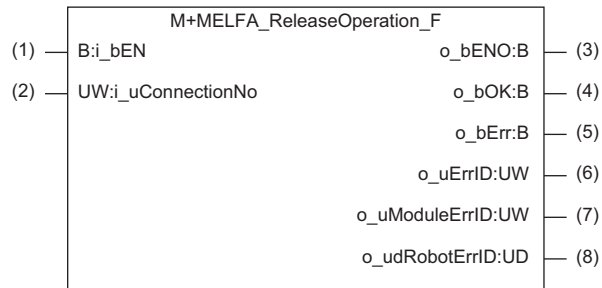 M+MELFA_ReleaseOperation_F
(1) B:i_bEN o_bENO:B (3)
(2) UW:i_uConnectionNo o_bOK:B (4)
o_bErr:B (5)
o_uErrID:UW (6)
o_uModuleErrID:UW (7)
o_udRobotErrID:UD (8)